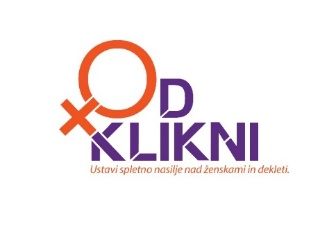 OD
KLIKNI
Ustavi spletno nasilje nad ženskami in dekleti.